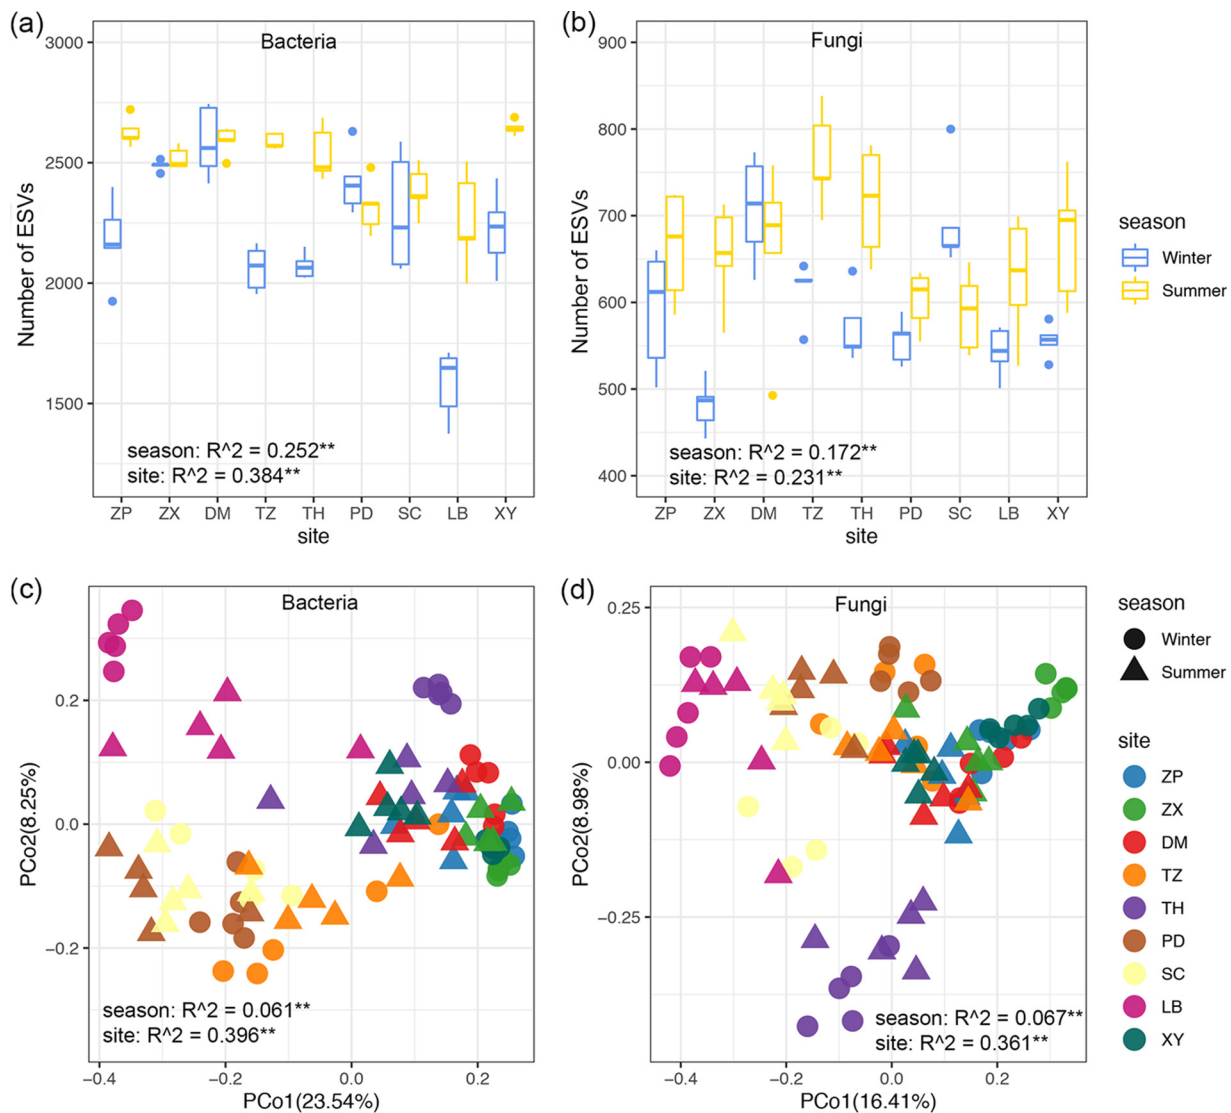 (a)
Bacteria
3000
2500
2000
1500
Number of ESVs
season: R^2 = 0.252**
site: R^2 = 0.384**
ZP ZX DM TZ TH PD SC LB XY
site
(b)
Fungi
900
800
700
600
500
400
Number of ESVs
season: R^2 = 0.172**
site: R^2 = 0.231**
ZP ZX DM TZ TH PD SC LB XY
site
season
Winter
Summer
(c)
Bacteria
0.2
0.0
−0.2
PCo2(8.25%)
season: R^2 = 0.061**
site: R^2 = 0.396**
−0.4 −0.2 0.0 0.2
PCo1(23.54%)
(d)
Fungi
0.25
0.00
−0.25
PCo2(8.98%)
season: R^2 = 0.067**
site: R^2 = 0.361**
−0.4 −0.2 0.0 0.2
PCo1(16.41%)
season
Winter
Summer
site
ZP
ZX
DM
TZ
TH
PD
SC
LB
XY